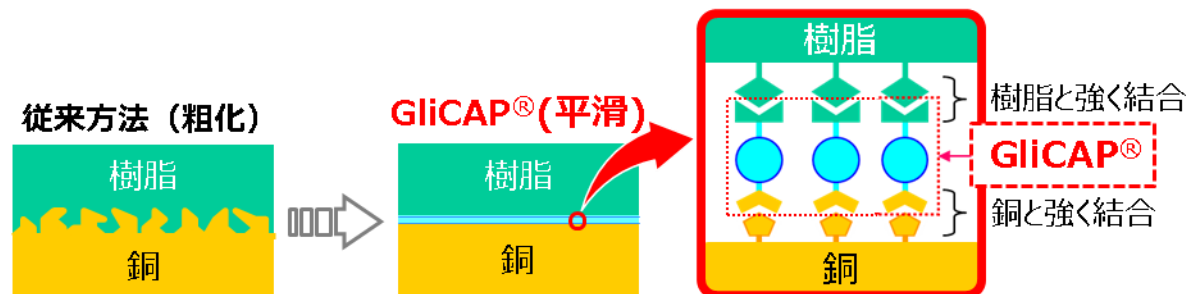 従来方法（粗化）
樹脂
銅
GliCAP®(平滑)
樹脂
銅
樹脂
樹脂と強く結合
GliCAP®
銅と強く結合
銅